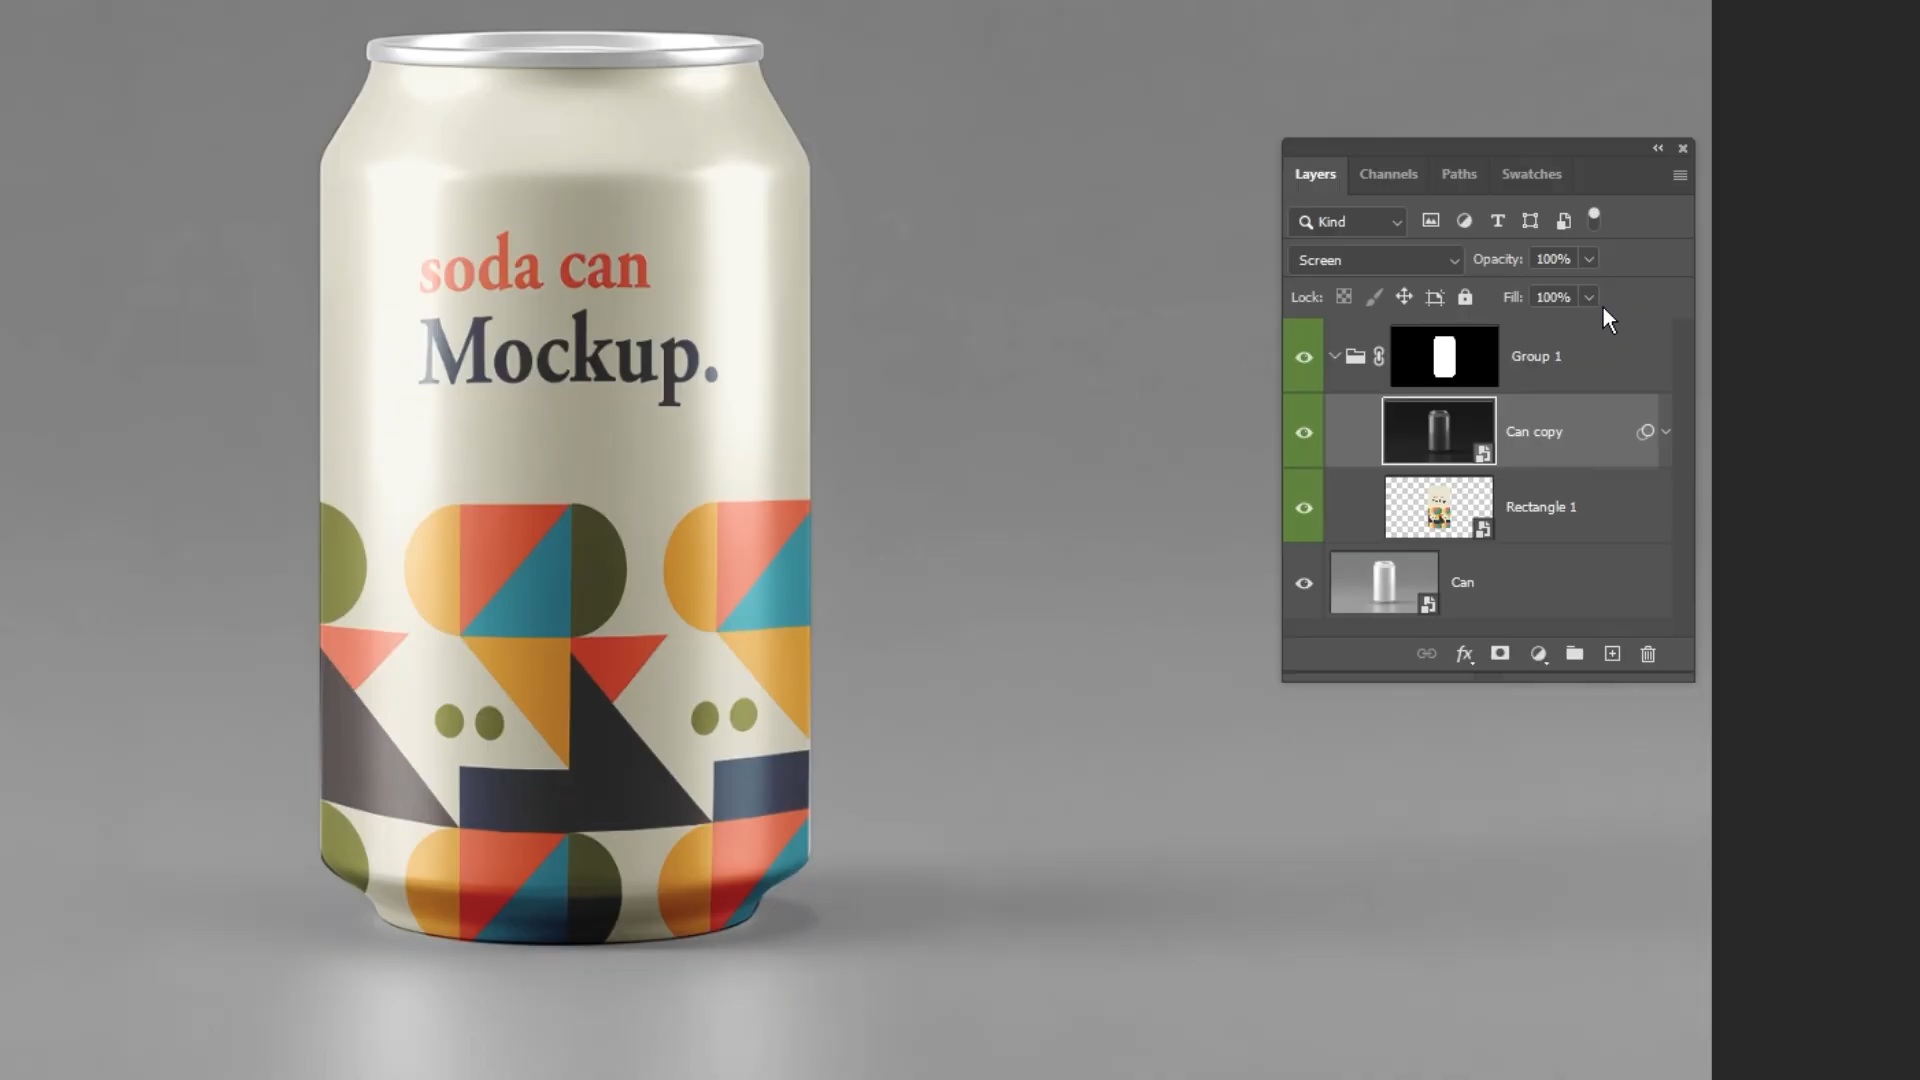 soda can
Mockup.
Layers Channels Paths Swatches
Kind
Screen Opacity: 100%
Lock: Fill: 100%
Group 1
Can copy
Rectangle 1
Can
fx